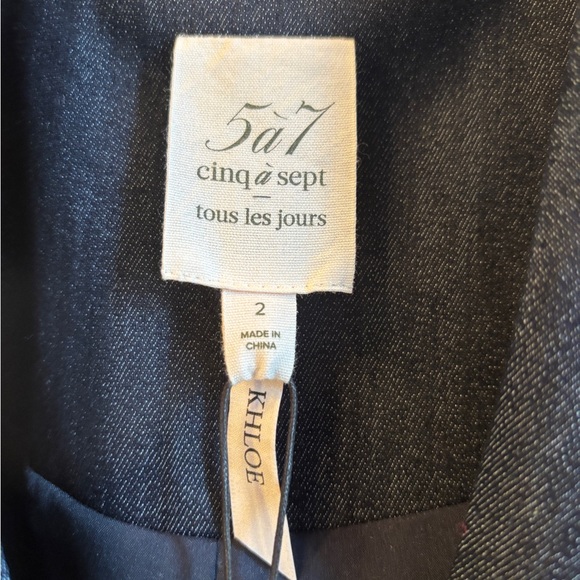 5à7
cinq à sept
tous les jours
2
MADE IN
CHINA
KHLOE